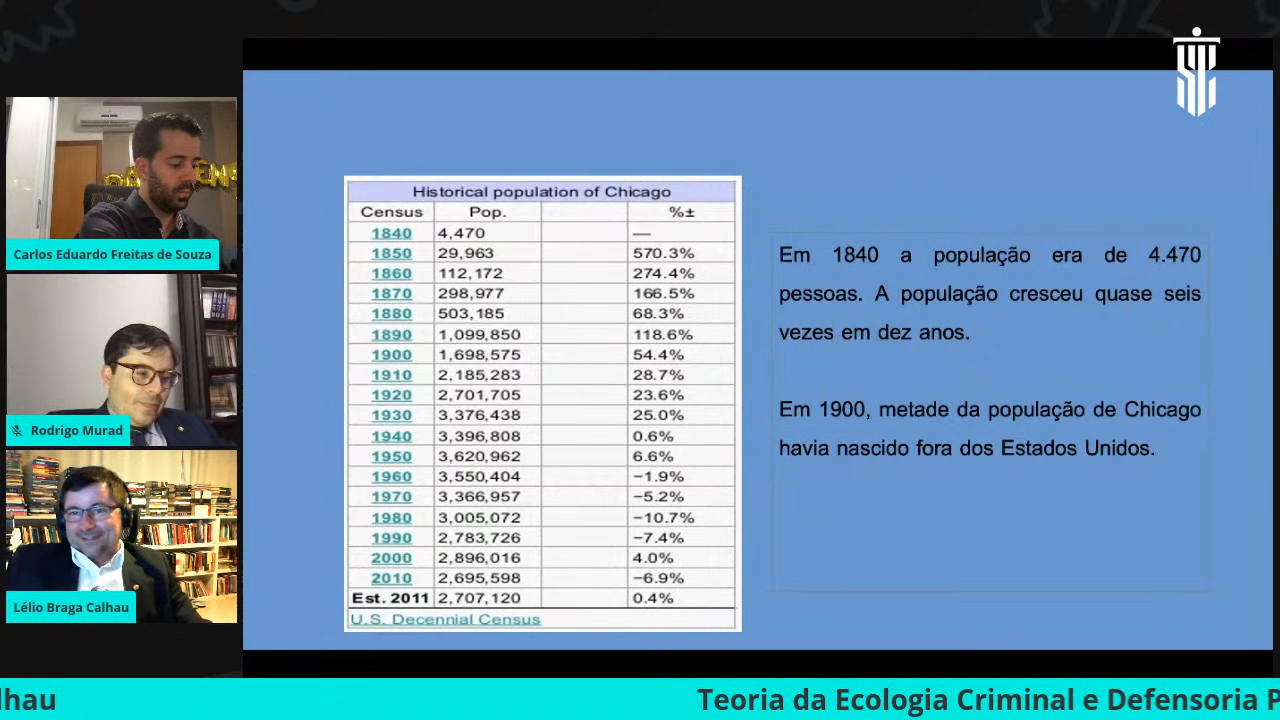 Carlos Eduardo Freitas de Souza
Rodrigo Murad
Lélio Braga Calhau
Historical population of Chicago
Census Pop. %±
1840 4,470 —
1850 29,963 570.3%
1860 112,172 274.4%
1870 298,977 166.5%
1880 503,185 68.3%
1890 1,099,850 118.6%
1900 1,698,575 54.4%
1910 2,185,283 28.7%
1920 2,701,705 23.6%
1930 3,376,438 25.0%
1940 3,396,808 0.6%
1950 3,620,962 6.6%
1960 3,550,404 −1.9%
1970 3,366,957 −5.2%
1980 3,005,072 −10.7%
1990 2,783,726 −7.4%
2000 2,896,016 4.0%
2010 2,695,598 −6.9%
Est. 2011 2,707,120 0.4%
U.S. Decennial Census
Em 1840 a população era de 4.470
pessoas. A população cresceu quase seis
vezes em dez anos.
Em 1900, metade da população de Chicago
havia nascido fora dos Estados Unidos.
lhau Teoria da Ecologia Criminal e Defensoria P